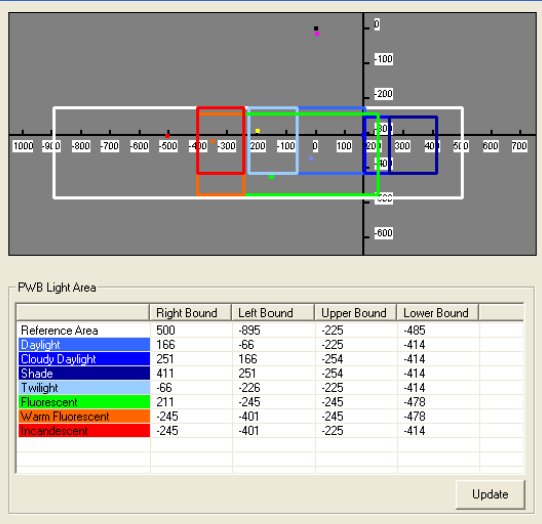 0
-100
-200
-300
1000 -900 -800 -700 -600 -500 -400 -300 -200 -100 0 100 200 300 400 500 600 700
-400
-500
-600
PWB Light Area
Right Bound Left Bound Upper Bound Lower Bound
Reference Area 500 -895 -225 -485
Daylight 166 -66 -225 -414
Cloudy Daylight 251 166 -254 -414
Shade 411 251 -254 -414
Twilight -66 -226 -225 -414
Fluorescent 211 -245 -245 -478
Warm Fluorescent -245 -401 -245 -478
Incandescent -245 -401 -225 -414
Update